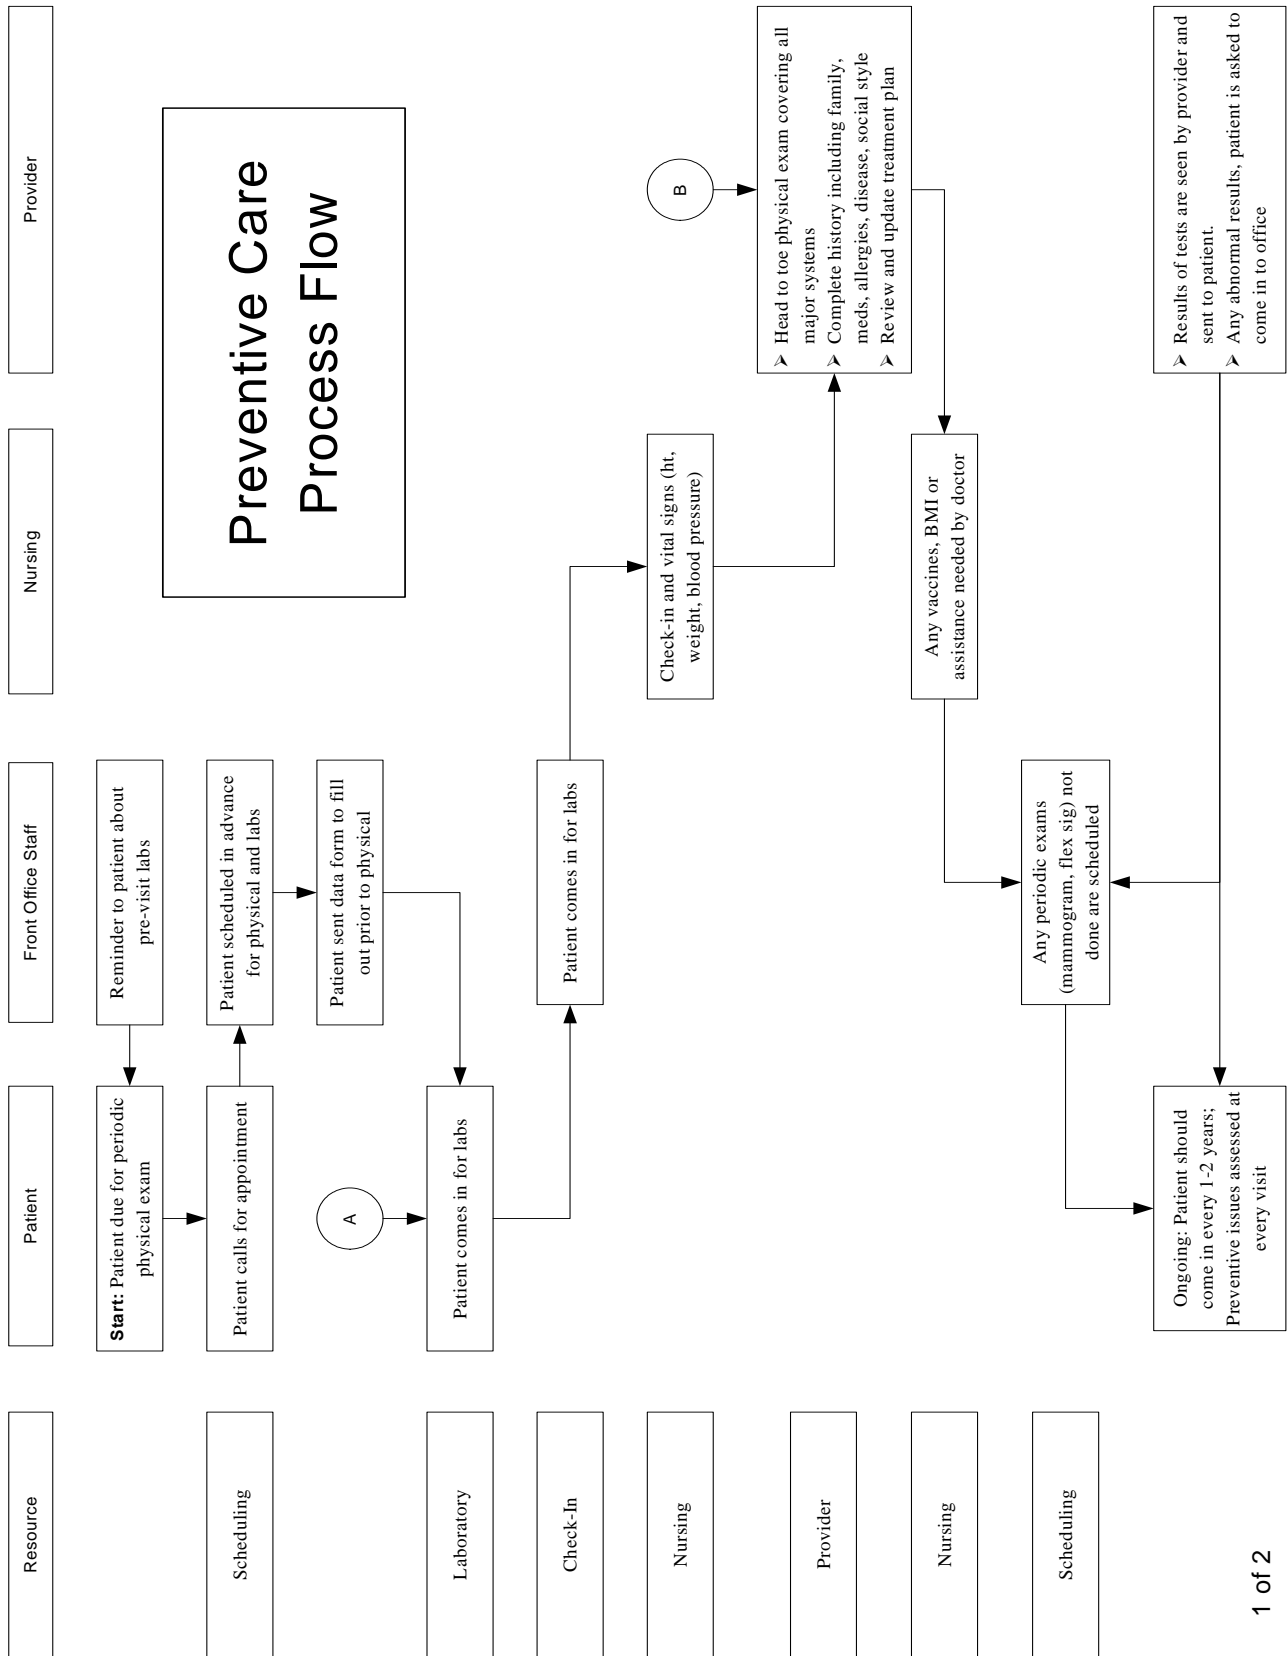 Resource
Patient
Front Office Staff
Nursing
Provider
Preventive Care
Process Flow
Start: Patient due for periodic
physical exam
Reminder to patient about
pre-visit labs
Scheduling
Patient calls for appointment
Patient scheduled in advance
for physical and labs
A
Patient sent data form to fill
out prior to physical
Laboratory
Patient comes in for labs
Check-In
Patient comes in for labs
Nursing
Check-in and vital signs (ht,
weight, blood pressure)
B
Provider
➤ Head to toe physical exam covering all
major systems
➤ Complete history including family,
meds, allergies, disease, social style
➤ Review and update treatment plan
Nursing
Any vaccines, BMI or
assistance needed by doctor
Scheduling
Any periodic exams
(mammogram, flex sig) not
done are scheduled
Ongoing: Patient should
come in every 1-2 years;
Preventive issues assessed at
every visit
➤ Results of tests are seen by provider and
sent to patient.
➤ Any abnormal results, patient is asked to
come in to office
1 of 2